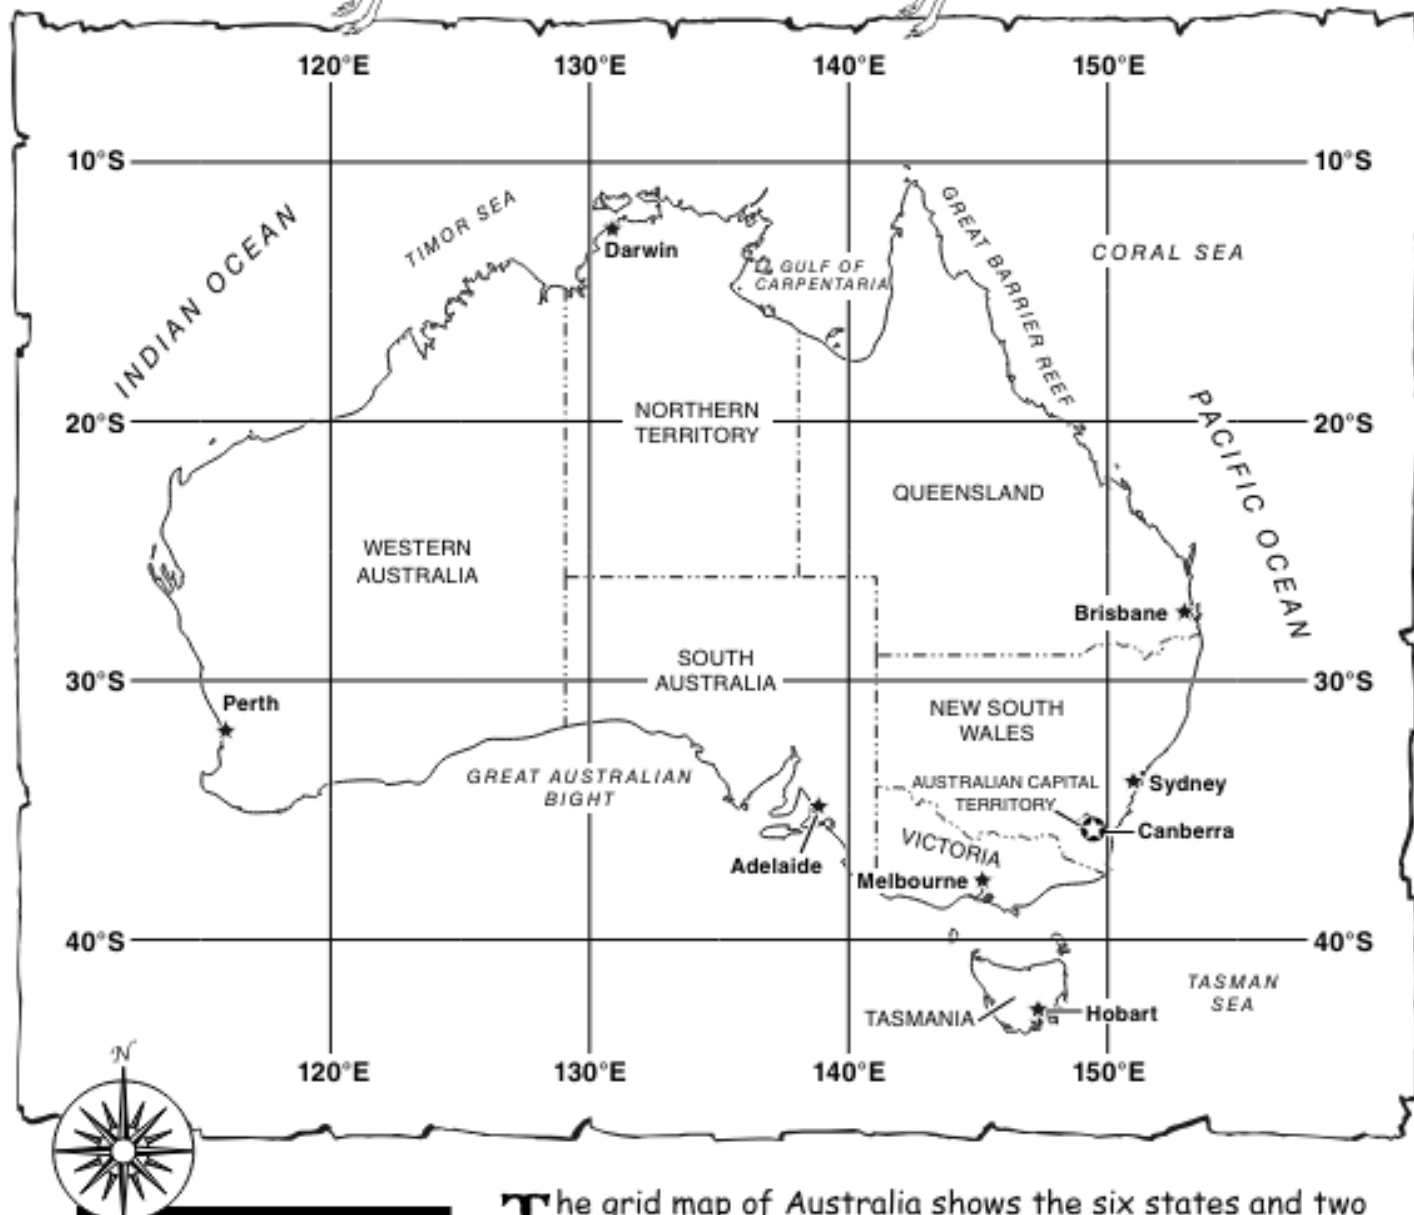 120°E 130°E 140°E 150°E
10°S 10°S
TIMOR SEA
INDIAN OCEAN
Darwin
GULF OF
CARPENTARIA
GREAT BARRIER REEF
CORAL SEA
20°S 20°S
NORTHERN
TERRITORY
PACIFIC OCEAN
QUEENSLAND
WESTERN
AUSTRALIA
Brisbane
SOUTH
AUSTRALIA
30°S 30°S
Perth
NEW SOUTH
WALES
GREAT AUSTRALIAN
BIGHT
AUSTRALIAN CAPITAL
TERRITORY
Sydney
Canberra
VICTORIA
Adelaide
Melbourne
40°S 40°S
TASMAN
SEA
TASMANIA
Hobart
120°E 130°E 140°E 150°E
N
The grid map of Australia shows the six states and two